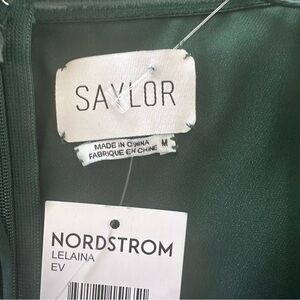 SAYLOR
MADE IN CHINA
FABRIQUE EN CHINE
M
NORDSTROM
LELAINA
EV